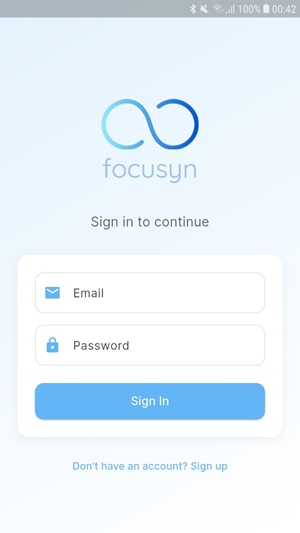 100% 00:42
focusyn
Sign in to continue
Email
Password
Sign In
Don't have an account? Sign up